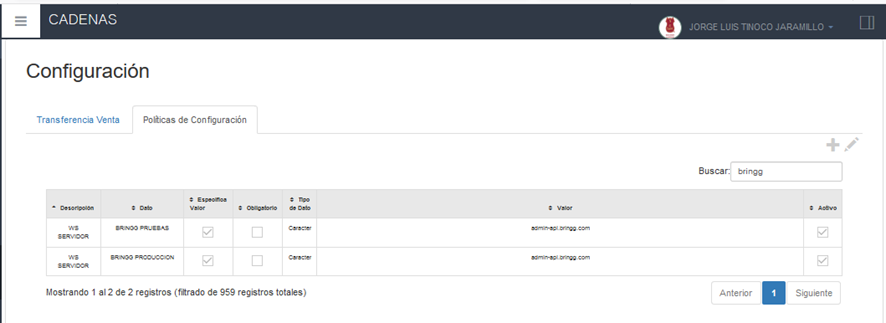 CADENAS
JORGE LUIS TINOCO JARAMILLO
Configuración
Transferencia Venta
Políticas de Configuración
Buscar: bringg
Descripción Dato Especifica Valor Obligatorio Tipo de Dato Valor Activo
WS SERVIDOR BRINGG PRUEBAS Caracter admin-api.bringg.com
WS SERVIDOR BRINGG PRODUCCION Caracter admin-api.bringg.com
Mostrando 1 al 2 de 2 registros (filtrado de 959 registros totales)
Anterior 1 Siguiente